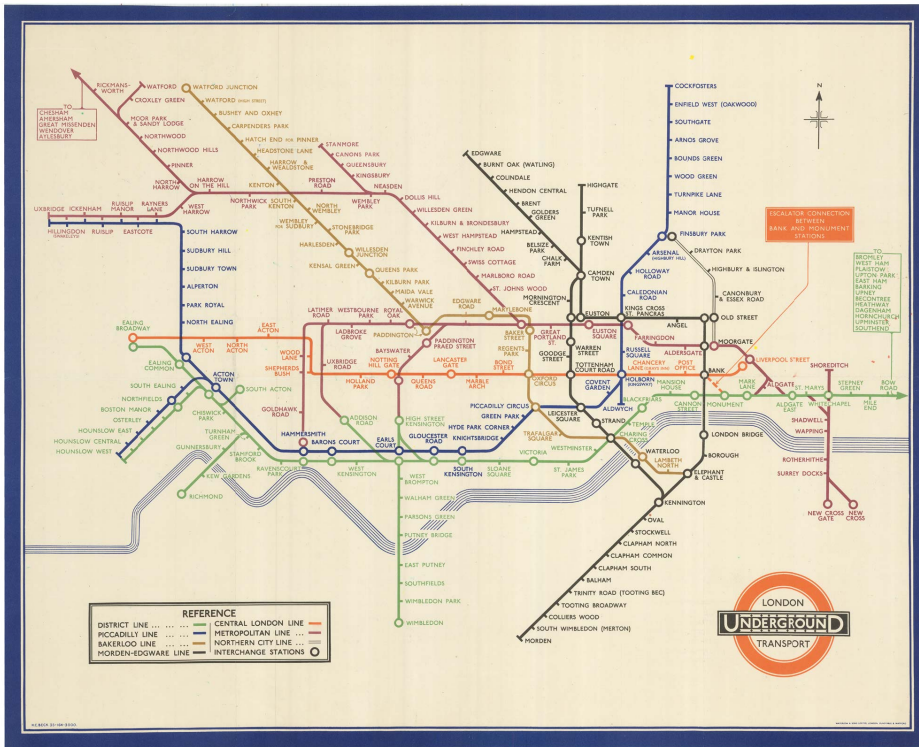 TO
CHESHAM
AMERSHAM
GREAT MISSENDEN
WENDOVER
AYLESBURY
RICKMANS-
WORTH
WATFORD
CROXLEY GREEN
MOOR PARK
& SANDY LODGE
NORTHWOOD
NORTHWOOD HILLS
PINNER
NORTH
HARROW
HARROW
ON THE HILL
WEST
HARROW
RAYNERS
LANE
RUISLIP
MANOR
UXBRIDGE
ICKENHAM
HILLINGDON
RUISLIP
EASTCOTE
WATFORD JUNCTION
WATFORD (HIGH STREET)
BUSHEY AND OXHEY
CARPENDERS PARK
HATCH END FOR PINNER
HEADSTONE LANE
HARROW &
WEALDSTONE
KENTON
NORTHWICK
PARK
PRESTON
ROAD
SOUTH
KENTON
NORTH
WEMBLEY
WEMBLEY
FOR SUDBURY
STONEBRIDGE
PARK
HARLESDEN
WILLESDEN
JUNCTION
KENSAL GREEN
QUEENS PARK
KILBURN PARK
MAIDA VALE
WARWICK
AVENUE
PADDINGTON
EDGWARE
ROAD
MARYLEBONE
STANMORE
CANONS PARK
QUEENSBURY
KINGSBURY
WEMBLEY
PARK
NEASDEN
DOLLIS HILL
WILLESDEN GREEN
KILBURN & BRONDESBURY
WEST HAMPSTEAD
FINCHLEY ROAD
SWISS COTTAGE
MARLBORO ROAD
ST. JOHNS WOOD
EDGWARE
BURNT OAK (WATLING)
COLINDALE
HENDON CENTRAL
BRENT
GOLDERS
GREEN
HAMPSTEAD
BELSIZE
PARK
CHALK
FARM
HIGHGATE
TUFNELL
PARK
KENTISH
TOWN
CAMDEN
TOWN
MORNINGTON
CRESCENT
EUSTON
COCKFOSTERS
ENFIELD WEST (OAKWOOD)
SOUTHGATE
ARNOS GROVE
BOUNDS GREEN
WOOD GREEN
TURNPIKE LANE
MANOR HOUSE
FINSBURY PARK
ARSENAL
(HIGHBURY HILL)
HOLLOWAY
ROAD
CALEDONIAN
ROAD
KINGS CROSS
ST. PANCRAS
DRAYTON PARK
HIGHBURY & ISLINGTON
CANONBURY
& ESSEX ROAD
OLD STREET
ANGEL
N
ESCALATOR CONNECTION
BETWEEN
BANK AND MONUMENT
STATIONS
TO
BROMLEY
WEST HAM
PLAISTOW
UPTON PARK
EAST HAM
BARKING
UPNEY
BECONTREE
HEATHWAY
DAGENHAM
HORNCHURCH
UPMINSTER
SOUTHEND
SOUTH HARROW
SUDBURY HILL
SUDBURY TOWN
ALPERTON
PARK ROYAL
NORTH EALING
EALING
BROADWAY
WEST
ACTON
NORTH
ACTON
EAST
ACTON
WOOD
LANE
SHEPHERDS
BUSH
LATIMER
ROAD
WESTBOURNE
PARK
ROYAL
OAK
LADBROKE
GROVE
UXBRIDGE
ROAD
BAYSWATER
PADDINGTON
PRAED STREET
BAKER
STREET
REGENTS
PARK
GREAT
PORTLAND
ST.
EUSTON
SQUARE
WARREN
STREET
GOODGE
STREET
RUSSELL
SQUARE
FARRINGDON
ALDERSGATE
MOORGATE
LIVERPOOL STREET
HOLLAND
PARK
NOTTING
HILL GATE
QUEENS
ROAD
LANCASTER
GATE
MARBLE
ARCH
BOND
STREET
OXFORD
CIRCUS
TOTTENHAM
COURT ROAD
HOLBORN
(KINGSWAY)
CHANCERY
LANE (GRAYS INN)
POST
OFFICE
BANK
ALDGATE
SHOREDITCH
EALING
COMMON
ACTON
TOWN
SOUTH EALING
NORTHFIELDS
BOSTON MANOR
OSTERLEY
HOUNSLOW EAST
HOUNSLOW CENTRAL
HOUNSLOW WEST
SOUTH ACTON
CHISWICK
PARK
TURNHAM
GREEN
GUNNERSBURY
STAMFORD
BROOK
KEW GARDENS
RICHMOND
GOLDHAWK
ROAD
HAMMERSMITH
RAVENSCOURT
PARK
BARONS COURT
WEST
KENSINGTON
ADDISON
ROAD
HIGH STREET
KENSINGTON
EARLS
COURT
GLOUCESTER
ROAD
SOUTH
KENSINGTON
SLOANE
SQUARE
VICTORIA
ST. JAMES
PARK
WESTMINSTER
KNIGHTSBRIDGE
HYDE PARK CORNER
GREEN PARK
PICCADILLY CIRCUS
TRAFALGAR
SQUARE
LEICESTER
SQUARE
COVENT
GARDEN
ALDWYCH
STRAND
CHARING
CROSS
TEMPLE
BLACKFRIARS
MANSION
HOUSE
CANNON
STREET
MONUMENT
MARK
LANE
ALDGATE
EAST
ST. MARYS
WHITECHAPEL
STEPNEY
GREEN
MILE
END
BOW
ROAD
SHADWELL
WAPPING
ROTHERHITHE
SURREY DOCKS
NEW CROSS
GATE
NEW
CROSS
LONDON BRIDGE
BOROUGH
WATERLOO
LAMBETH
NORTH
ELEPHANT
& CASTLE
KENNINGTON
OVAL
STOCKWELL
CLAPHAM NORTH
CLAPHAM COMMON
CLAPHAM SOUTH
BALHAM
TRINITY ROAD (TOOTING BEC)
TOOTING BROADWAY
COLLIERS WOOD
SOUTH WIMBLEDON (MERTON)
MORDEN
WEST
BROMPTON
WALHAM GREEN
PARSONS GREEN
PUTNEY BRIDGE
EAST PUTNEY
SOUTHFIELDS
WIMBLEDON PARK
WIMBLEDON
REFERENCE
DISTRICT LINE
PICCADILLY LINE
BAKERLOO LINE
MORDEN-EDGWARE LINE
CENTRAL LONDON LINE
METROPOLITAN LINE
NORTHERN CITY LINE
INTERCHANGE STATIONS
LONDON
UNDERGROUND
TRANSPORT